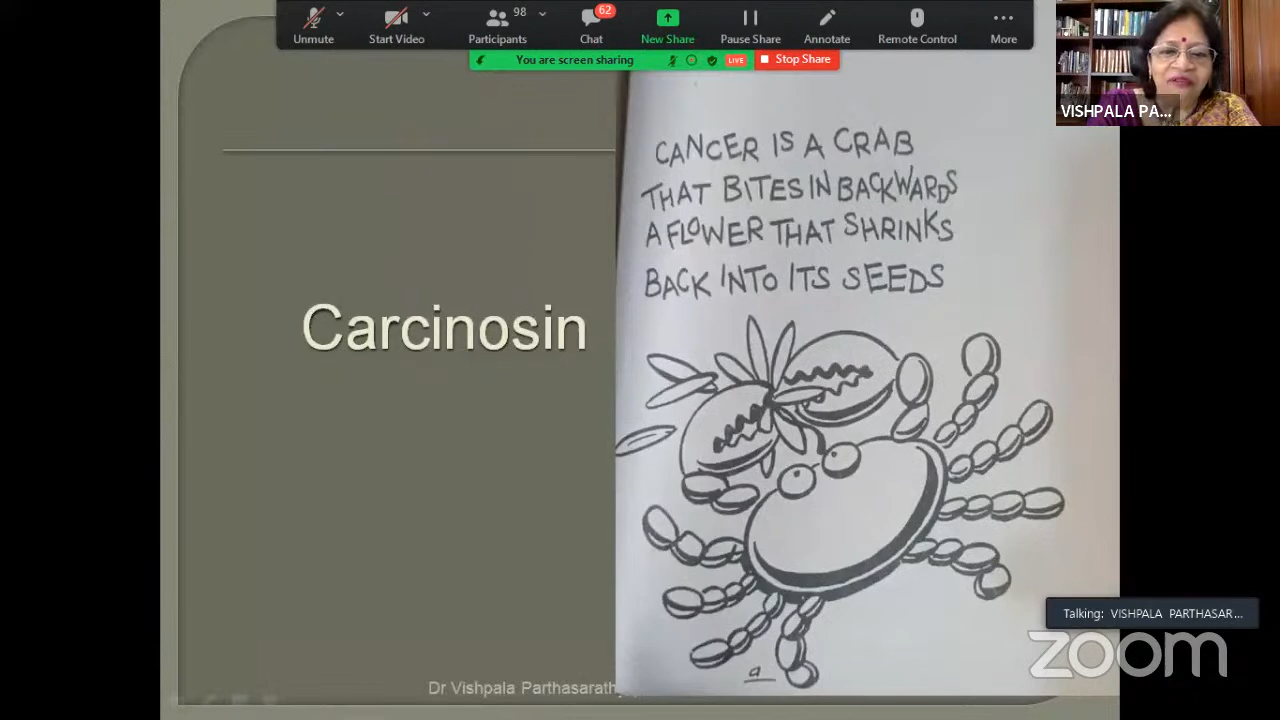 98
62
Unmute
Start Video
Participants
Chat
New Share
Pause Share
Annotate
Remote Control
More
You are screen sharing
LIVE
Stop Share
VISHPALA PA...
CANCER IS A CRAB
THAT BITES IN BACKWARDS
A FLOWER THAT SHRINKS
BACK INTO ITS SEEDS
Carcinosin
Talking: VISHPALA PARTHASAR...
zoom
Dr Vishpala Parthasarathy
a